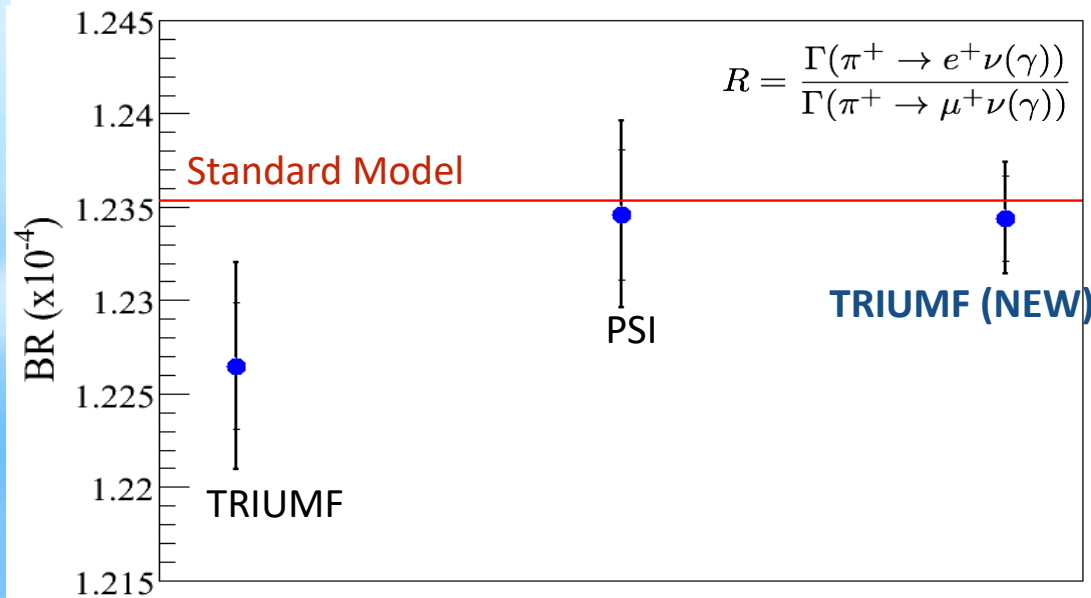 1.245
R = Γ(π⁺ → e⁺ν(γ)) / Γ(π⁺ → μ⁺ν(γ))
1.24
Standard Model
1.235
TRIUMF (NEW)
1.23
PSI
BR (x10⁻⁴)
1.225
1.22
TRIUMF
1.215